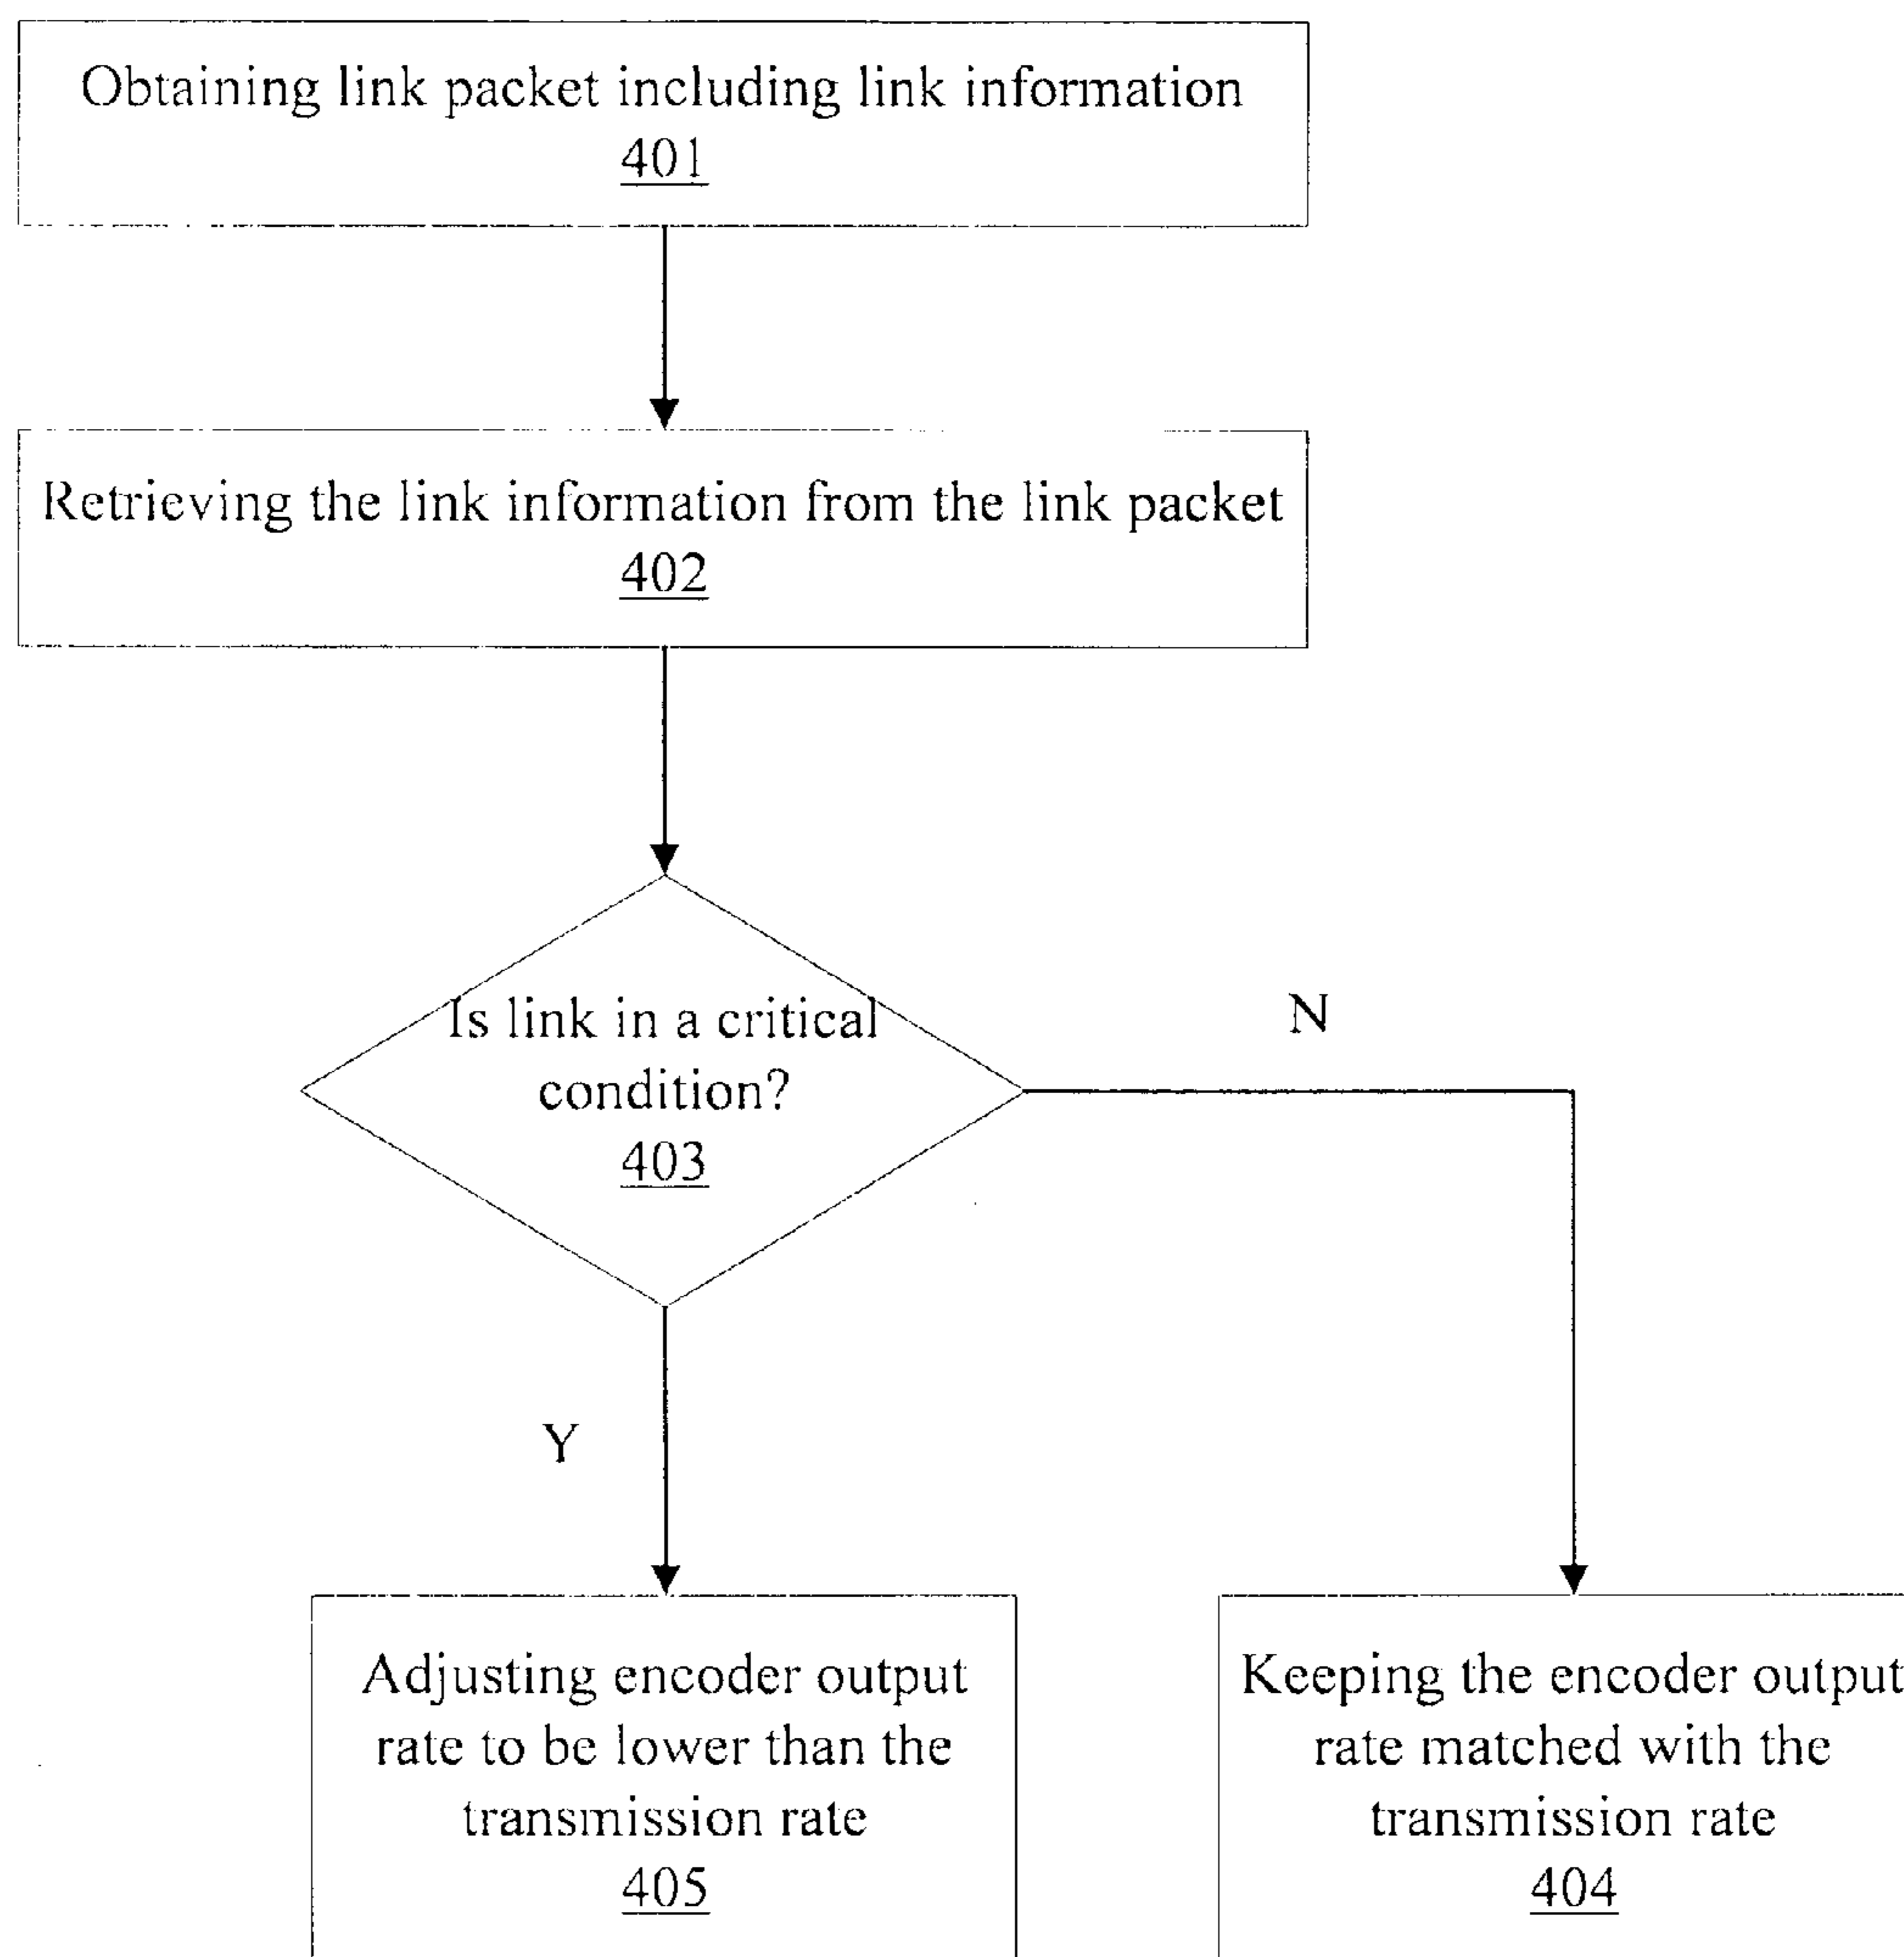 Obtaining link packet including link information
401
Retrieving the link information from the link packet
402
Is link in a critical
condition?
403
N
Y
Adjusting encoder output
rate to be lower than the
transmission rate
405
Keeping the encoder output
rate matched with the
transmission rate
404